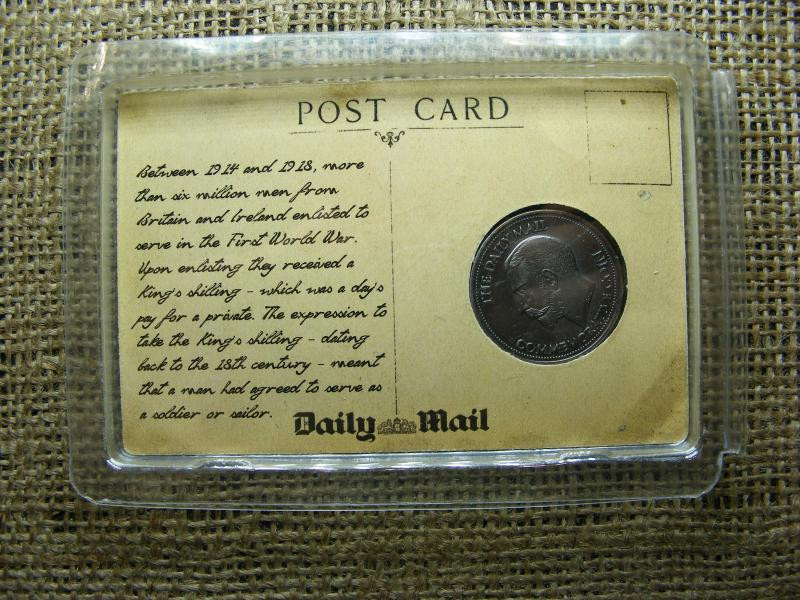 POST CARD
Between 1914 and 1918, more
than six million men from
Britain and Ireland enlisted to
serve in the First World War.
Upon enlisting they received a
King's shilling - which was a day's
pay for a private. The expression to
take the King's shilling - dating
back to the 18th century - meant
that a man had agreed to serve as
a soldier or sailor.
Daily Mail
THE DAILY MAIL